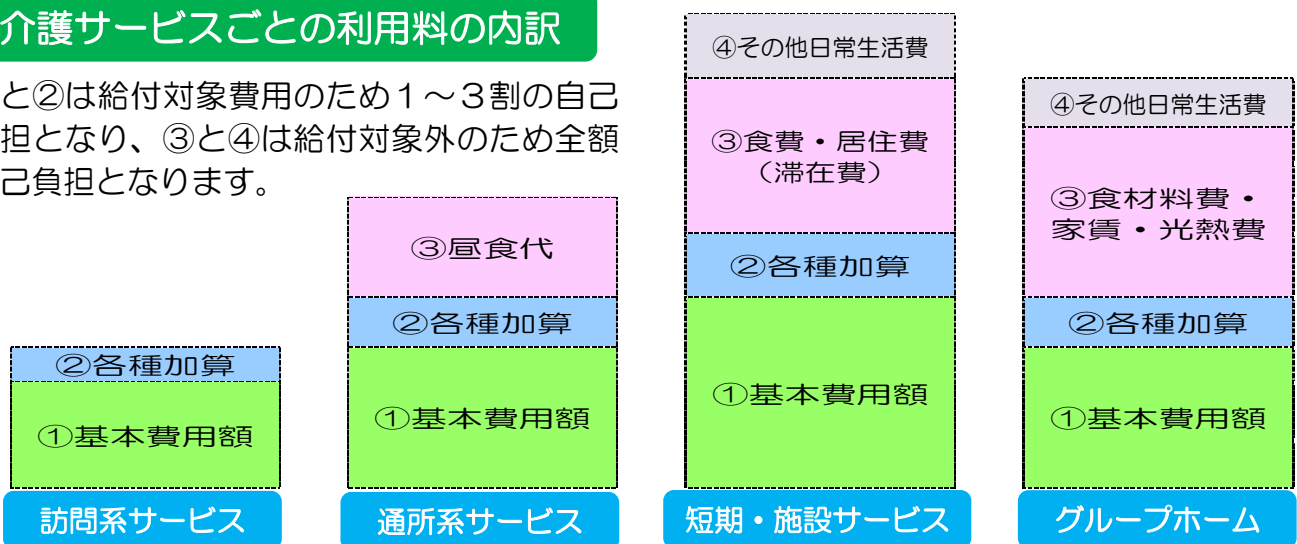 介護サービスごとの利用料の内訳
と②は給付対象費用のため1~3割の自己
担となり、③と④は給付対象外のため全額
己負担となります。
②各種加算
①基本費用額
訪問系サービス
③昼食代
②各種加算
①基本費用額
通所系サービス
④その他日常生活費
③食費・居住費
(滞在費)
②各種加算
①基本費用額
短期・施設サービス
④その他日常生活費
③食材料費・
家賃・光熱費
②各種加算
①基本費用額
グループホーム